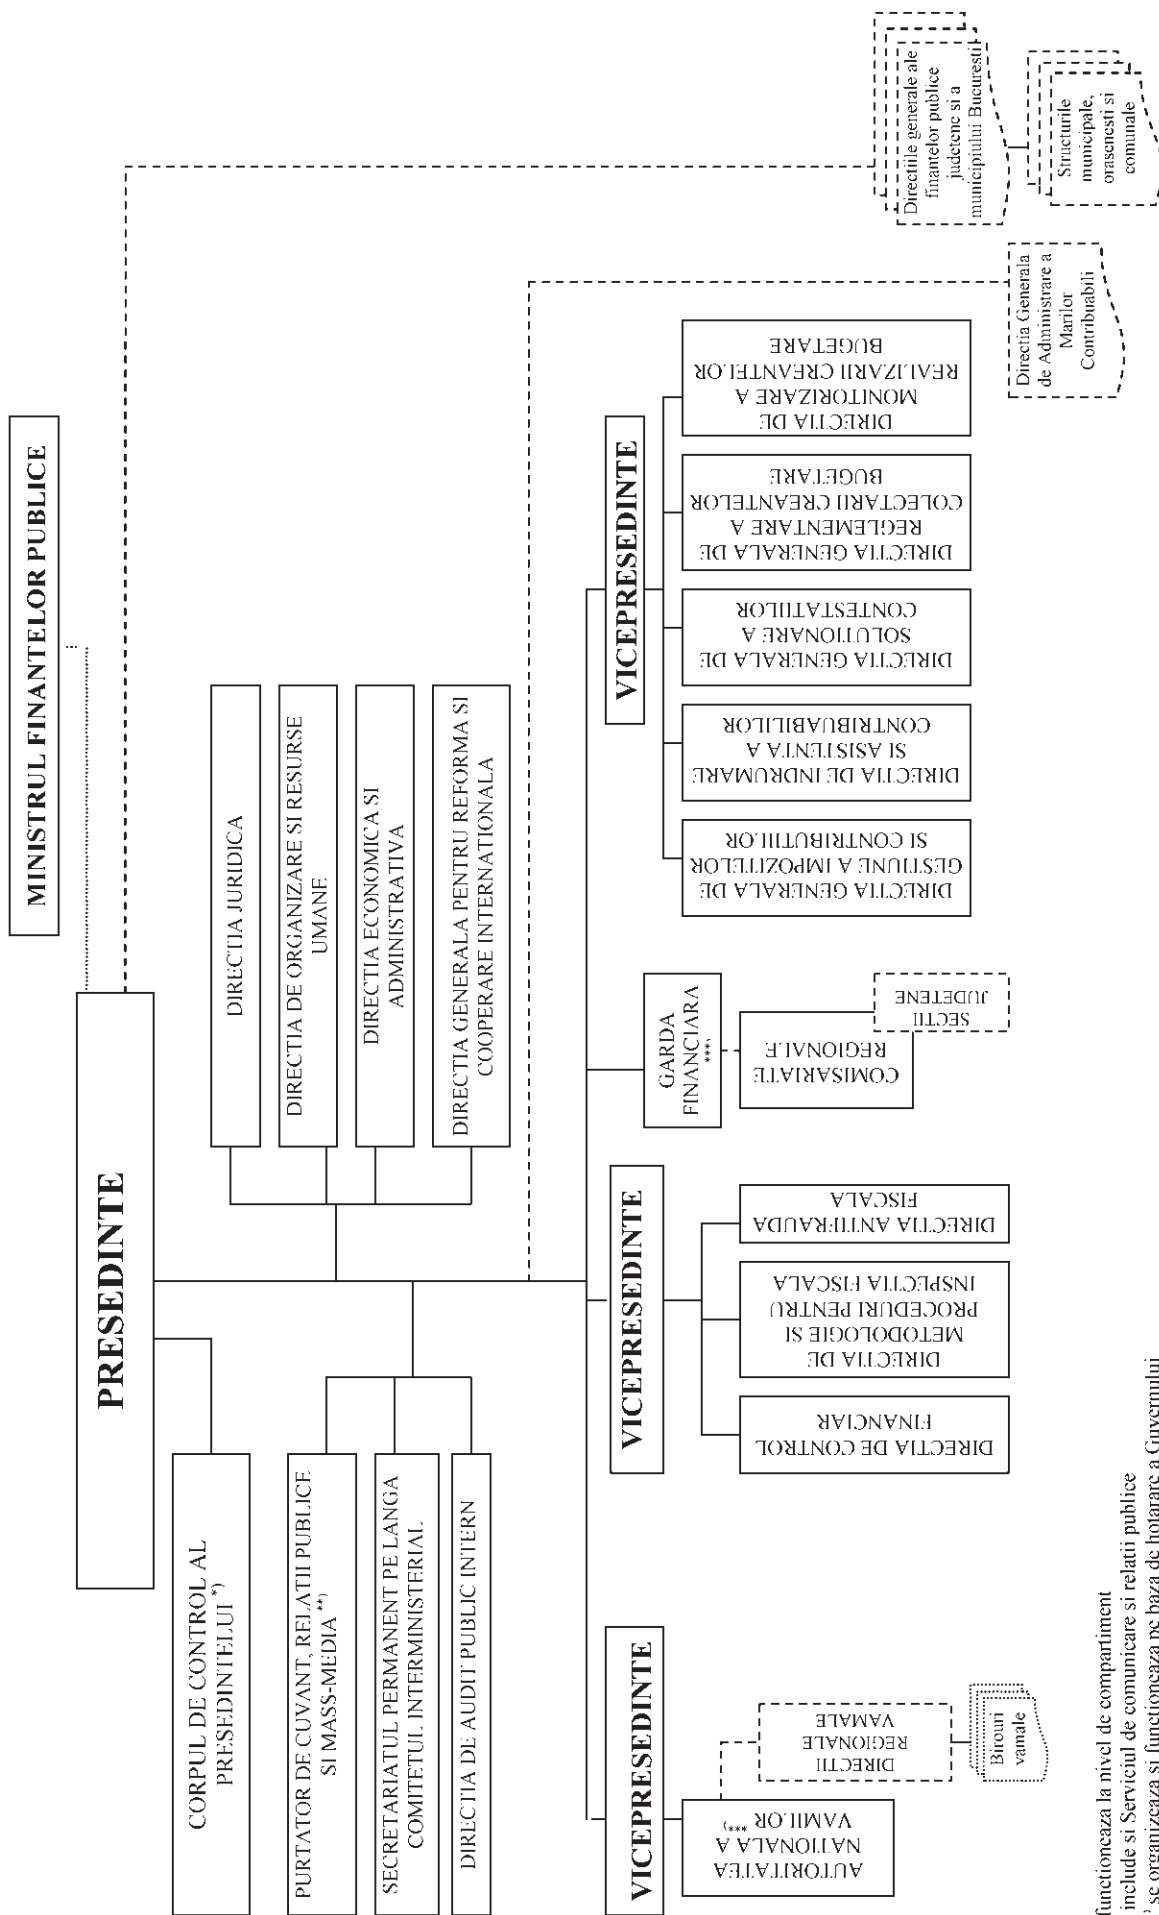 MINISTRUL FINANTELOR PUBLICE
PRESEDINTE
CORPUL DE CONTROL AL
PRESEDINTELUI *)
PURTATOR DE CUVANT, RELATII PUBLICE
SI MASS-MEDIA **)
SECRETARIATUL PERMANENT PE LANGA
COMITETUL INTERMINISTERIAL
DIRECTIA DE AUDIT PUBLIC INTERN
DIRECTIA JURIDICA
DIRECTIA DE ORGANIZARE SI RESURSE
UMANE
DIRECTIA ECONOMICA SI
ADMINISTRATIVA
DIRECTIA GENERALA PENTRU REFORMA SI
COOPERARE INTERNATIONALA
VICEPRESEDINTE
AUTORITATEA
NATIONALA A
VAMILOR ***)
DIRECTII
REGIONALE
VAMALE
Birouri
vamale
VICEPRESEDINTE
DIRECTIA DE CONTROL
FINANCIAR
DIRECTIA DE
METODOLOGIE SI
PROCEDURI PENTRU
INSPECTIA FISCALA
DIRECTIA ANTIFRAUDA
FISCALA
GARDA
FINANCIARA
***)
COMISARIATE
REGIONALE
SECTII
JUDETENE
VICEPRESEDINTE
DIRECTIA GENERALA DE
GESTIUNE A IMPOZITELOR
SI CONTRIBUTIILOR
DIRECTIA DE INDRUMARE
SI ASISTENTA A
CONTRIBUABILILOR
DIRECTIA GENERALA DE
SOLUTIONARE A
CONTESTATIILOR
DIRECTIA GENERALA DE
REGLEMENTARE A
COLECTARII CREANTELOR
BUGETARE
DIRECTIA DE
MONITORIZARE A
REALIZARII CREANTELOR
BUGETARE
Directia Generala
de Administrare a
Marilor
Contribuabili
Directiile generale ale
finantelor publice
judetene si a
municipiului Bucuresti
Structurile
municipale,
orasenesti si
comunale
functioneaza la nivel de compartiment
include si Serviciul de comunicare si relatii publice
se organizeaza si functioneaza pe baza de hotarare a Guvernului